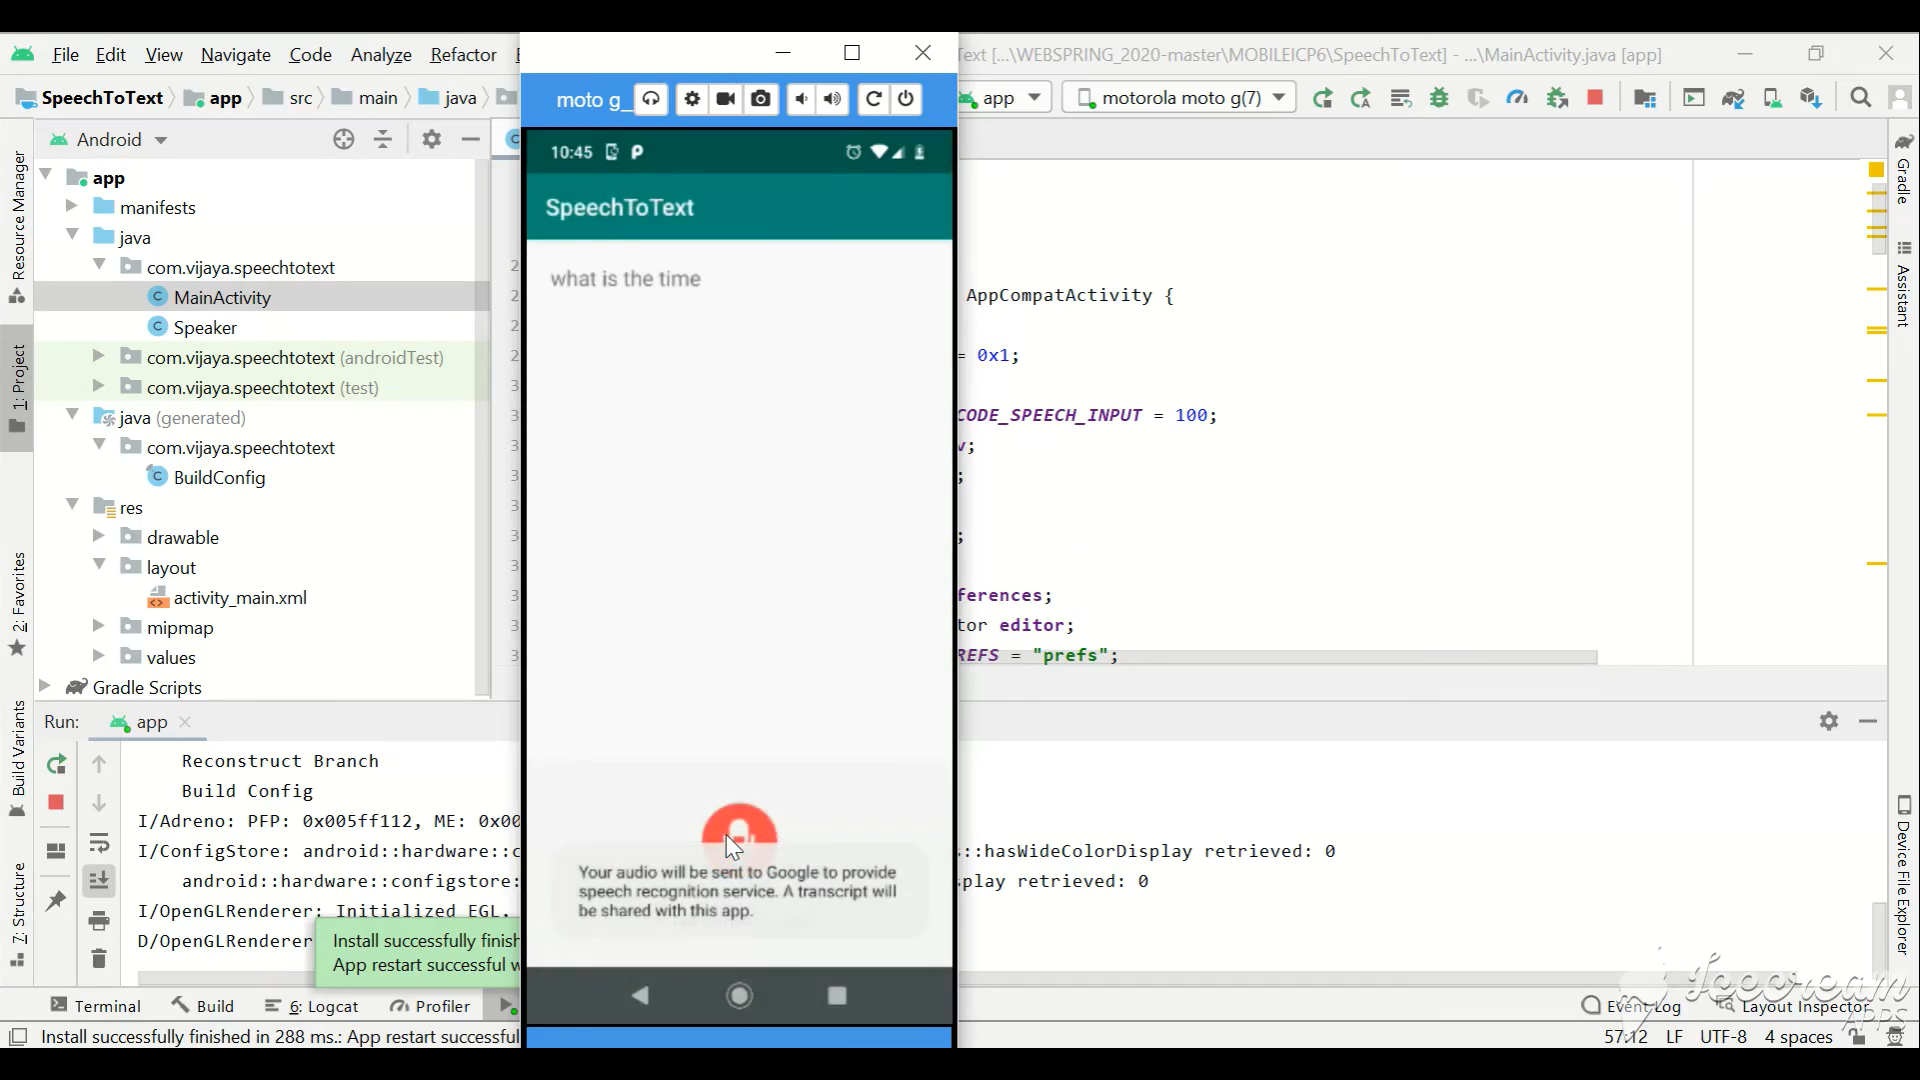 File Edit View Navigate Code Analyze Refactor
Text [...\WEBSPRING_2020-master\MOBILEICP6\SpeechToText] - ...\MainActivity.java [app]
SpeechToText app src main java
moto g_
app motorola moto g(7)
Android
Resource Manager
1: Project
2: Favorites
Build Variants
7: Structure
app
manifests
java
com.vijaya.speechtotext
MainActivity
Speaker
com.vijaya.speechtotext (androidTest)
com.vijaya.speechtotext (test)
java (generated)
com.vijaya.speechtotext
BuildConfig
res
drawable
layout
activity_main.xml
mipmap
values
Gradle Scripts
10:45
SpeechToText
what is the time
Your audio will be sent to Google to provide
speech recognition service. A transcript will
be shared with this app.
AppCompatActivity {
= 0x1;
CODE_SPEECH_INPUT = 100;
;
;
;
ferences;
tor editor;
REFS = "prefs";
Gradle
Assistant
Device File Explorer
Run: app
Reconstruct Branch
Build Config
I/Adreno: PFP: 0x005ff112, ME: 0x00
I/ConfigStore: android::hardware::c
s::hasWideColorDisplay retrieved: 0
android::hardware::configstore:
play retrieved: 0
I/OpenGLRenderer: Initialized EGL,
D/OpenGLRenderer
Install successfully finish
App restart successful w
Terminal Build 6: Logcat Profiler
Event Log Layout Inspector
Install successfully finished in 288 ms.: App restart successful
57:12 LF UTF-8 4 spaces
Icecream
APPS